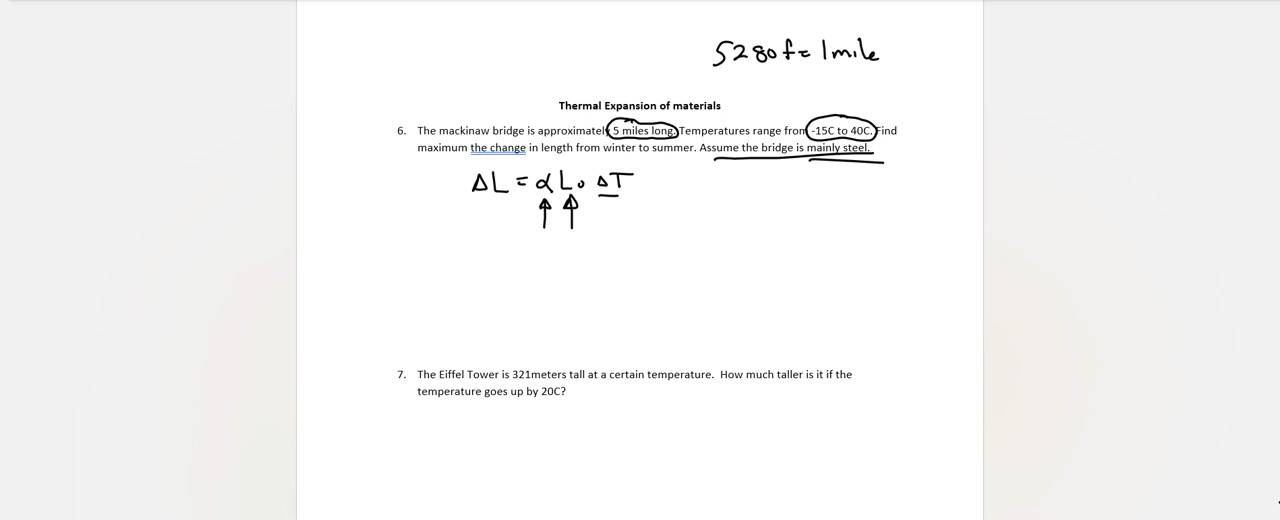 5280 ft = 1 mile
Thermal Expansion of materials
6. The mackinaw bridge is approximately 5 miles long. Temperatures range from -15C to 40C. Find
maximum the change in length from winter to summer. Assume the bridge is mainly steel.
ΔL = αL₀ ΔT
7. The Eiffel Tower is 321meters tall at a certain temperature. How much taller is it if the
temperature goes up by 20C?